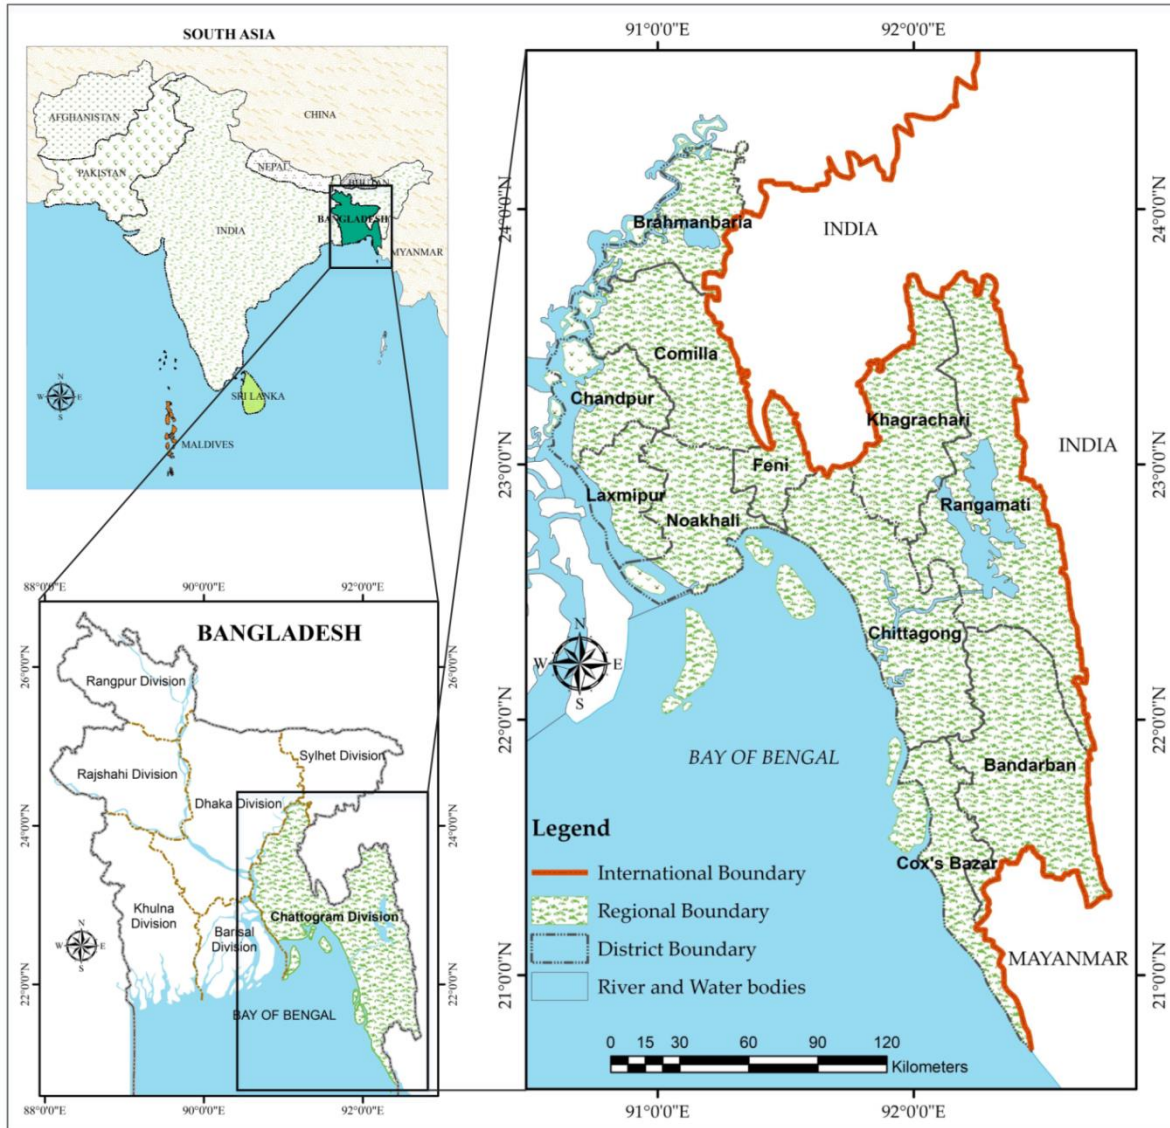 SOUTH ASIA
AFGHANISTAN
CHINA
PAKISTAN
NEPAL
BHUTAN
BANGLADESH
INDIA
MYANMAR
N
W E
S
SRI LANKA
MALDIVES
88°0'0"E 90°0'0"E 92°0'0"E
BANGLADESH
26°0'0"N
26°0'0"N
Rangpur Division
Sylhet Division
Rajshahi Division
Dhaka Division
24°0'0"N
24°0'0"N
Khulna
Division
Barisal
Division
Chattogram Division
N
W E
S
22°0'0"N
22°0'0"N
BAY OF BENGAL
88°0'0"E 90°0'0"E 92°0'0"E
91°0'0"E 92°0'0"E
24°0'0"N
24°0'0"N
Brahmanbaria
INDIA
Comilla
Chandpur
Khagrachari
INDIA
23°0'0"N
23°0'0"N
Feni
Laxmipur
Noakhali
Rangamati
Chittagong
N
W E
S
22°0'0"N
22°0'0"N
BAY OF BENGAL
Bandarban
Cox's Bazar
MAYANMAR
21°0'0"N
21°0'0"N
Legend
International Boundary
Regional Boundary
District Boundary
River and Water bodies
0 15 30 60 90 120
Kilometers
91°0'0"E 92°0'0"E